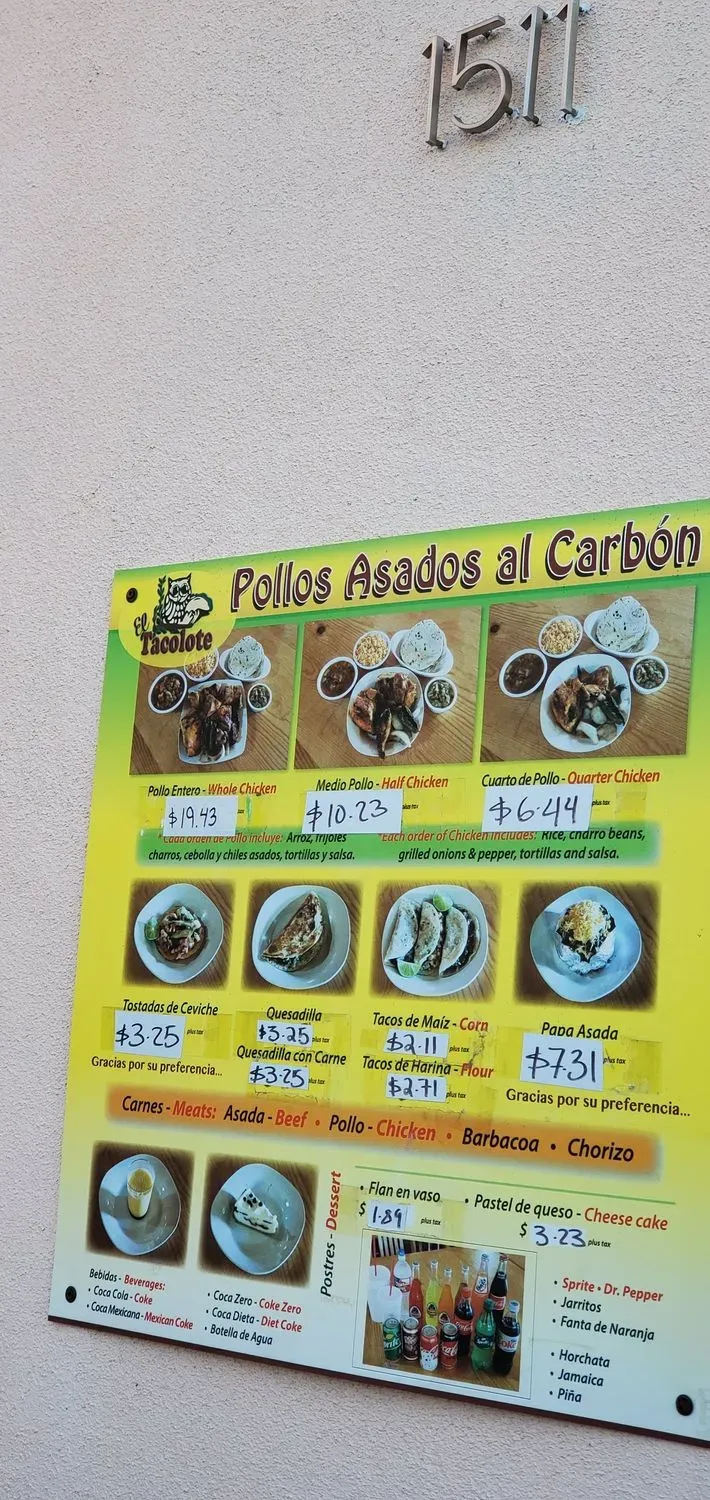 1511
El Tacolote
Pollos Asados al Carbón
Pollo Entero - Whole Chicken
$19.43
Medio Pollo - Half Chicken
$10.23
Cuarto de Pollo - Quarter Chicken
$6.44 plus tax
*Cada orden de Pollo incluye: Arroz, frijoles
charros, cebolla y chiles asados, tortillas y salsa.
*Each order of Chicken includes: Rice, charro beans,
grilled onions & pepper, tortillas and salsa.
Tostadas de Ceviche
$3.25 plus tax
Gracias por su preferencia...
Quesadilla
$3.25 plus tax
Quesadilla con Carne
$3.25 plus tax
Tacos de Maíz - Corn
$2.11 plus tax
Tacos de Harina - Flour
$2.71 plus tax
Papa Asada
$7.31 plus tax
Gracias por su preferencia...
Carnes - Meats: Asada - Beef • Pollo - Chicken • Barbacoa • Chorizo
Postres - Dessert
• Flan en vaso
$ 1.89 plus tax
• Pastel de queso - Cheese cake
$ 3.23 plus tax
Bebidas - Beverages:
• Coca Cola - Coke
• Coca Mexicana - Mexican Coke
• Coca Zero - Coke Zero
• Coca Dieta - Diet Coke
• Botella de Agua
• Sprite • Dr. Pepper
• Jarritos
• Fanta de Naranja
• Horchata
• Jamaica
• Piña